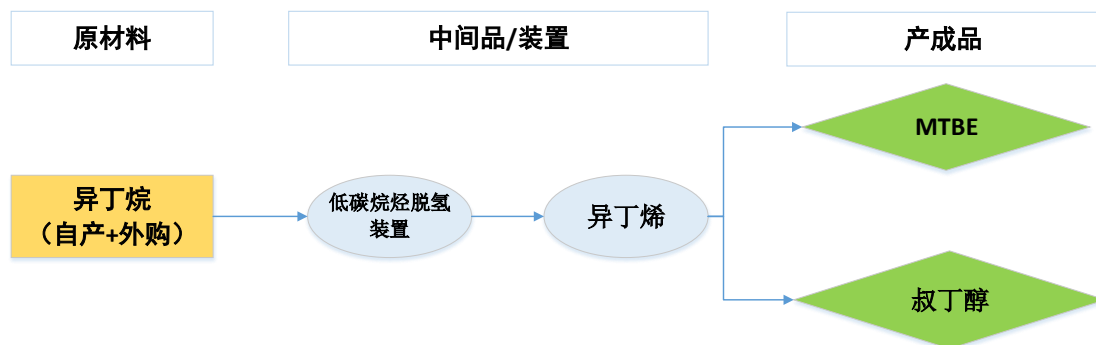 原材料
中间品/装置
产成品
MTBE
异丁烷
（自产+外购）
低碳烷烃脱氢
装置
异丁烯
叔丁醇